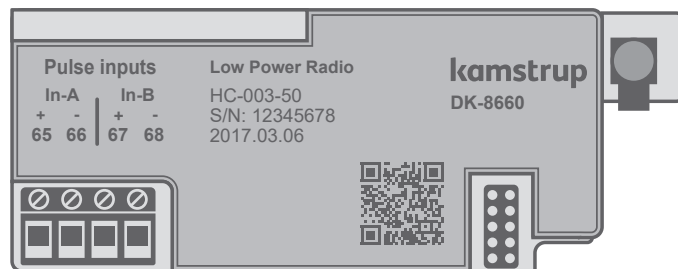 Pulse inputs
In-A In-B
+ - + -
65 66 67 68
Low Power Radio
HC-003-50
S/N: 12345678
2017.03.06
kamstrup
DK-8660